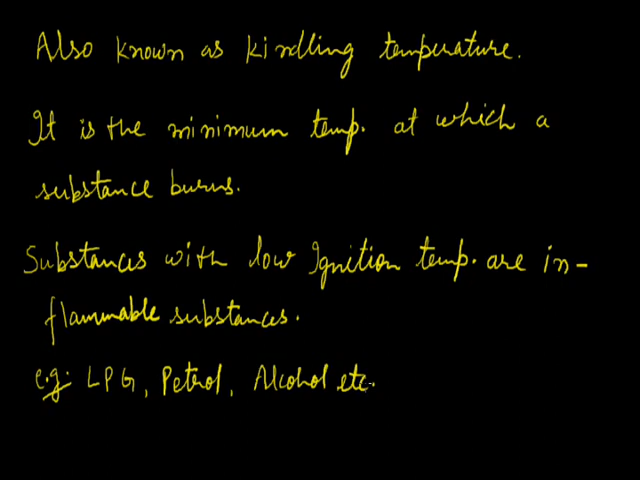 Also known as kindling temperature.
It is the minimum temp. at which a
substance burns.
Substances with low Ignition temp. are in-
flammable substances.
e.g:- LPG, Petrol, Alcohol etc.